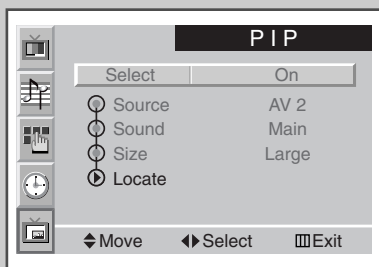 PIP
Select On
Source AV 2
Sound Main
Size Large
Locate
Move Select Exit